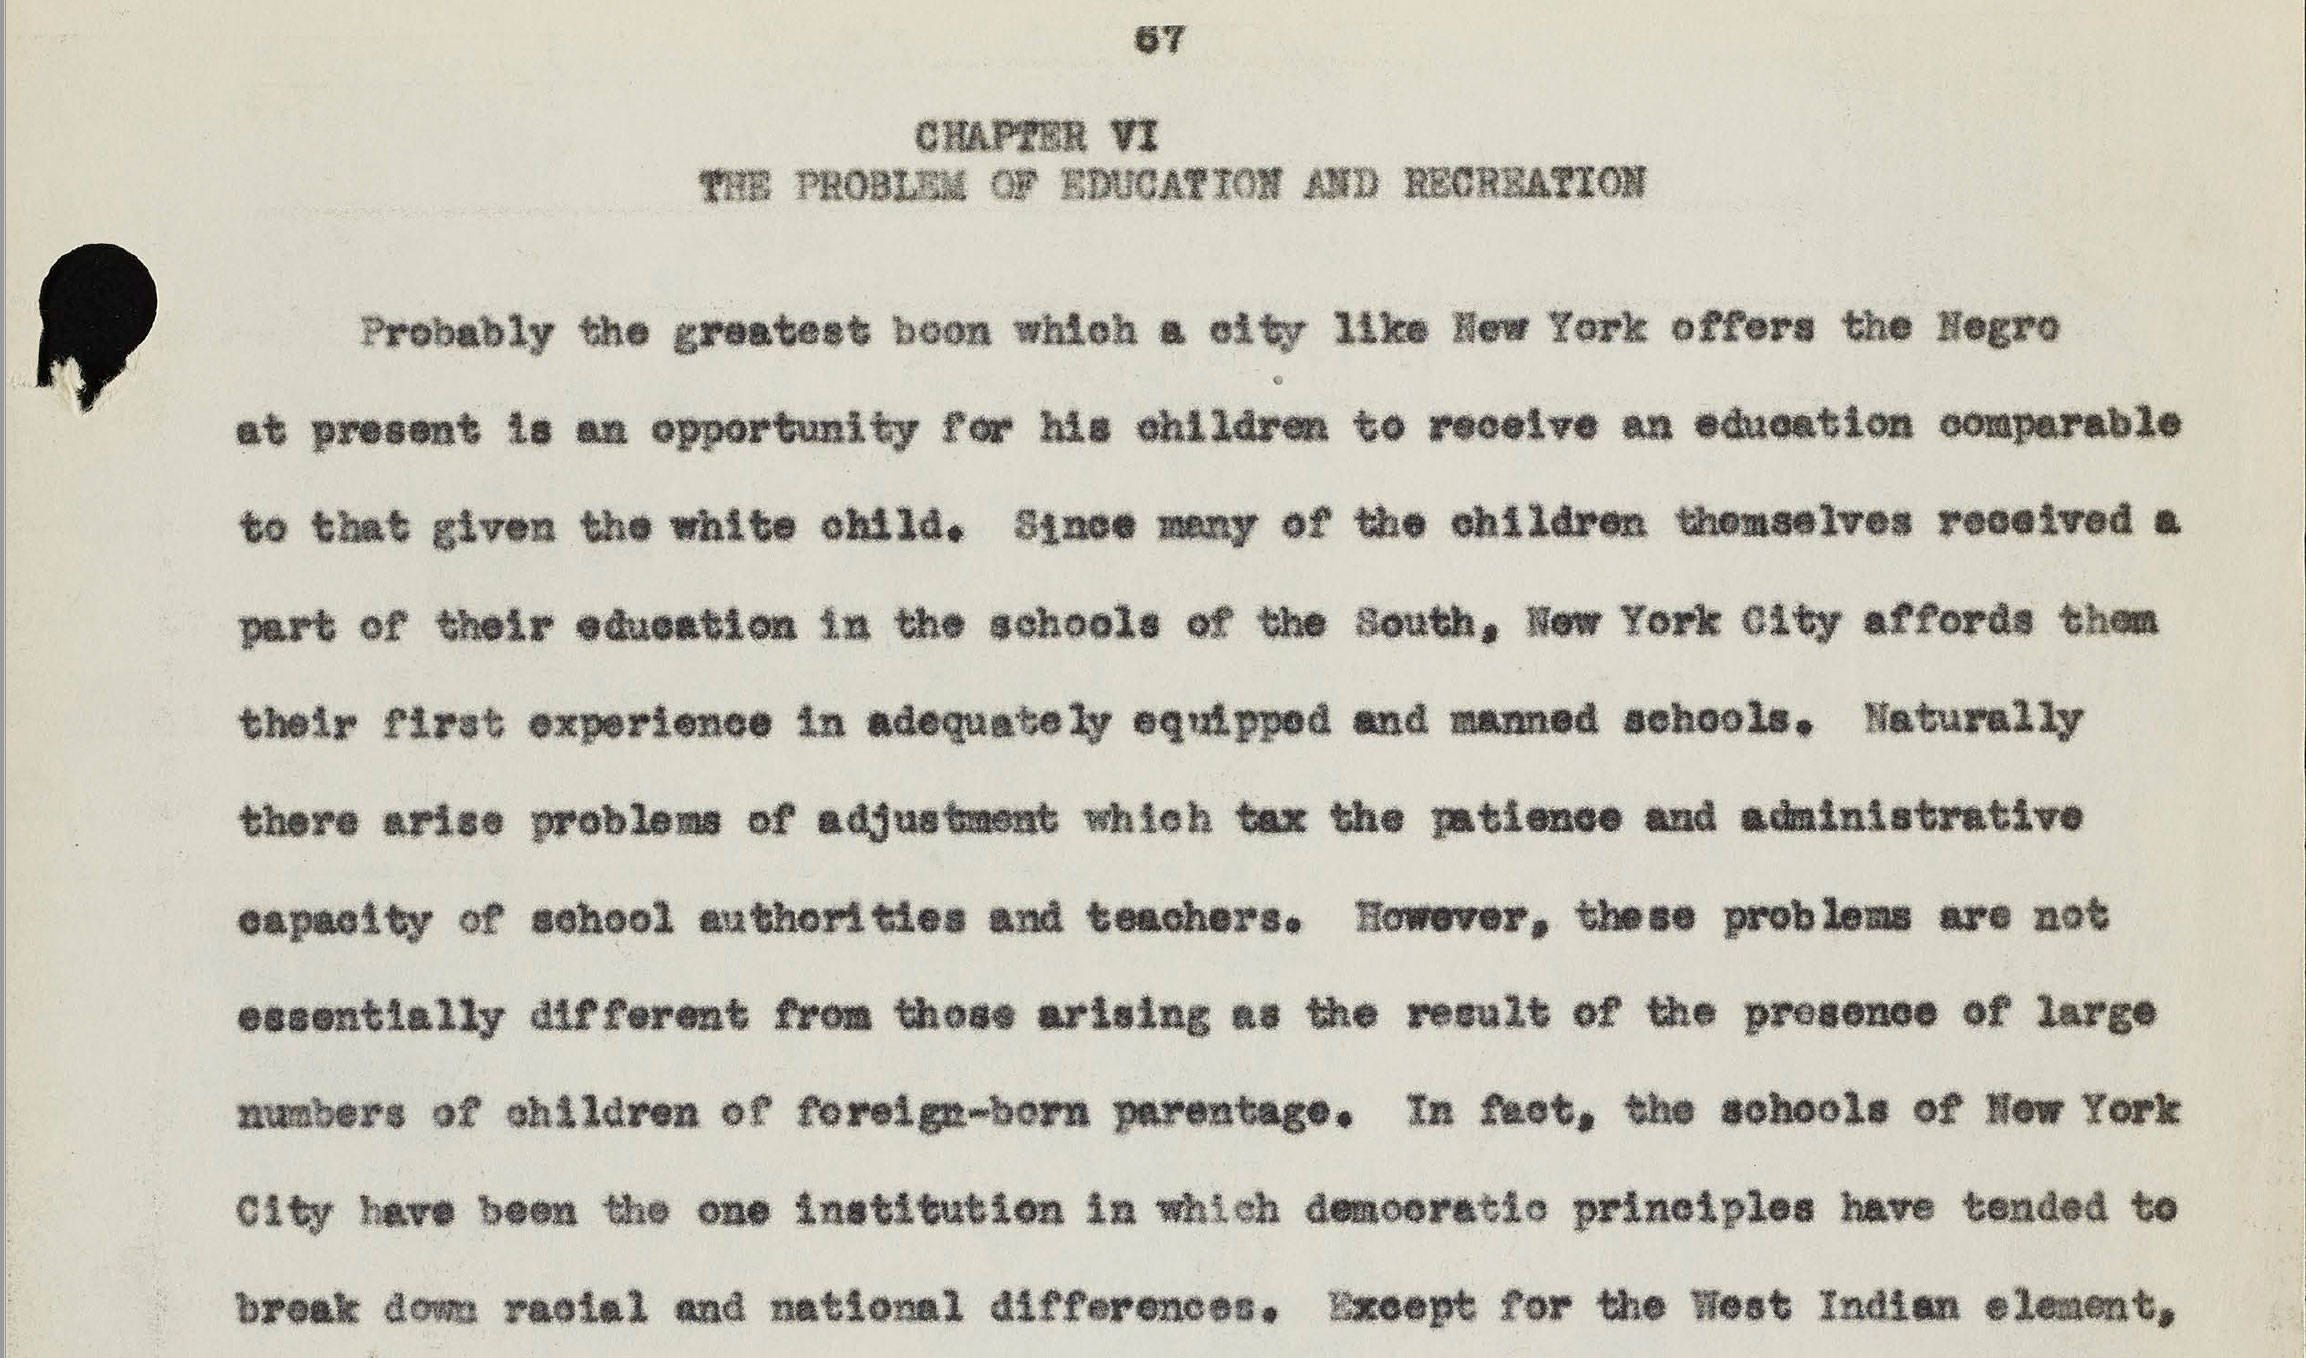 67
CHAPTER VI
THE PROBLEM OF EDUCATION AND RECREATION
Probably the greatest boon which a city like New York offers the Negro
at present is an opportunity for his children to receive an education comparable
to that given the white child. Since many of the children themselves received a
part of their education in the schools of the South, New York City affords them
their first experience in adequately equipped and manned schools. Naturally
there arise problems of adjustment which tax the patience and administrative
capacity of school authorities and teachers. However, these problems are not
essentially different from those arising as the result of the presence of large
numbers of children of foreign-born parentage. In fact, the schools of New York
City have been the one institution in which democratic principles have tended to
break down racial and national differences. Except for the West Indian element,